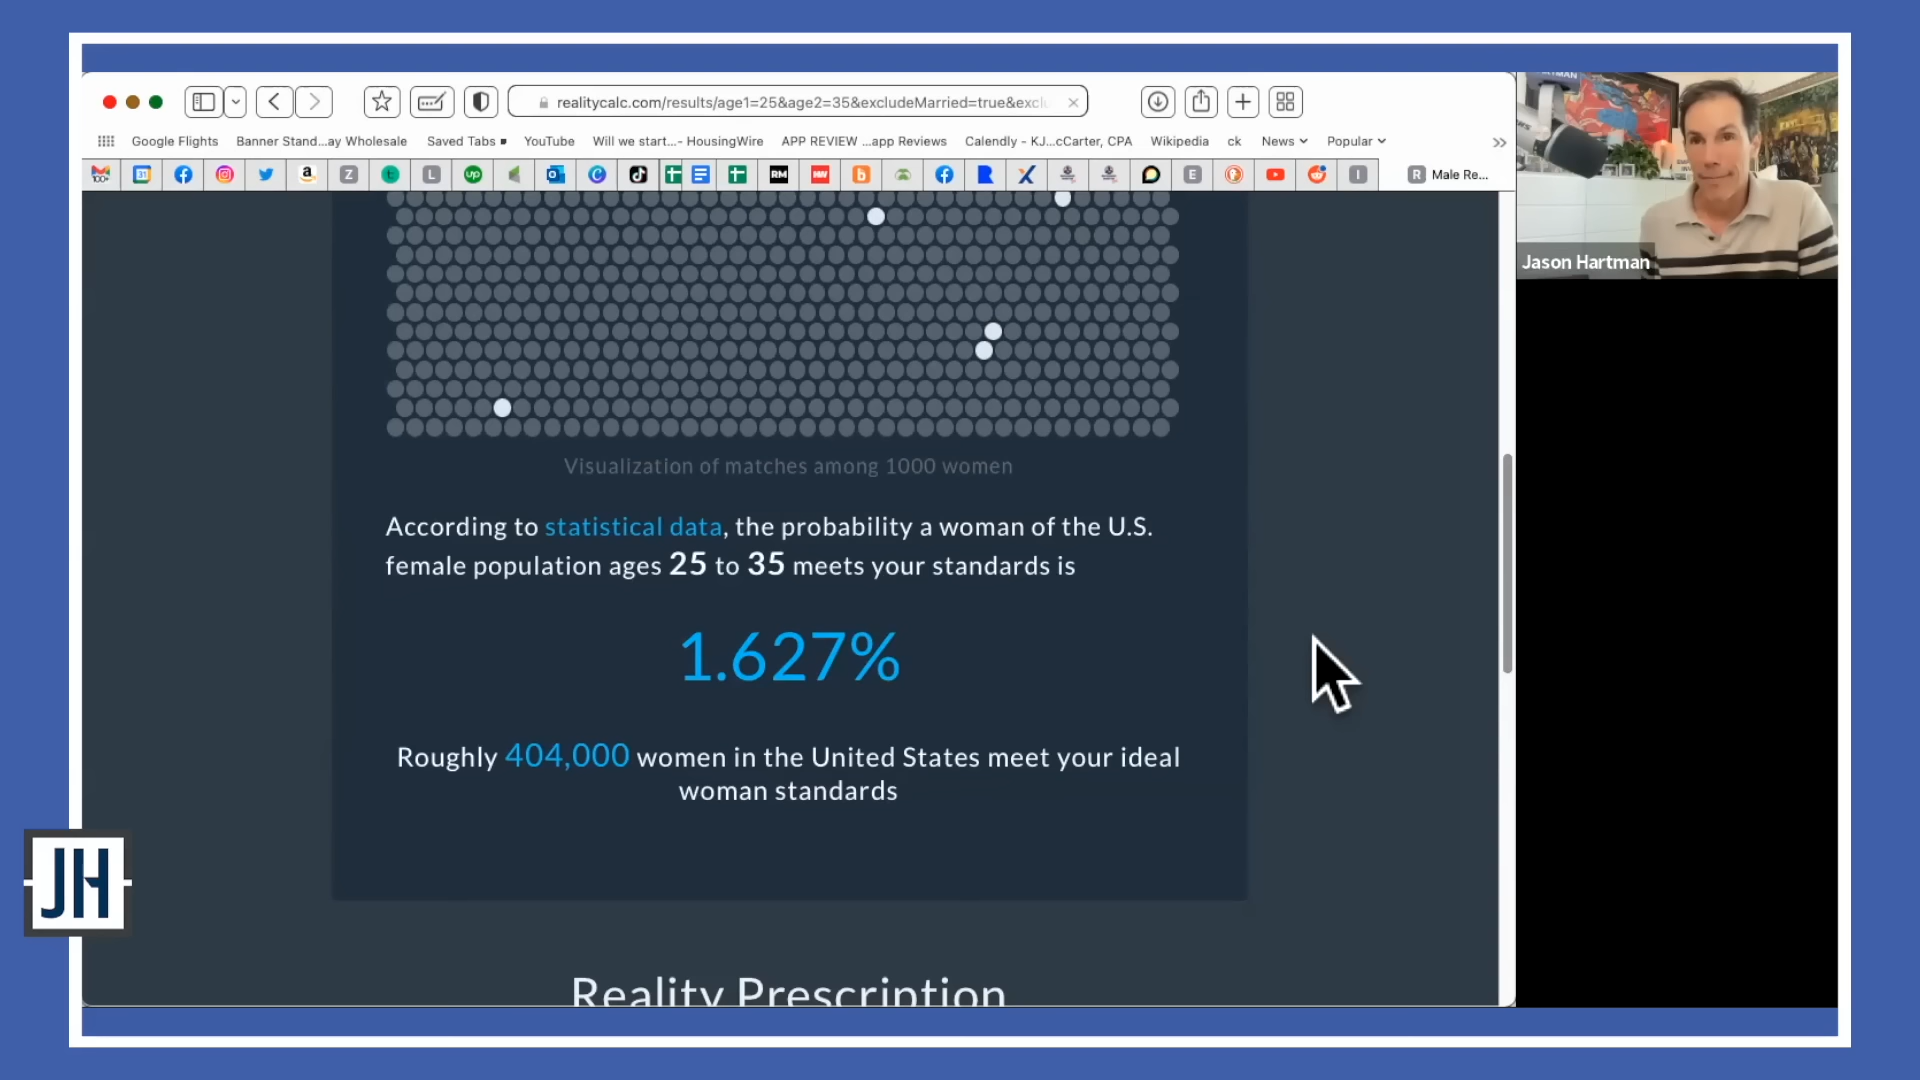 realitycalc.com/results/age1=25&age2=35&excludeMarried=true&exclu
Google Flights Banner Stand...ay Wholesale Saved Tabs YouTube Will we start...- HousingWire APP REVIEW ...app Reviews Calendly - KJ...cCarter, CPA Wikipedia ck News Popular
Z L up RM HW E I R Male Re...
Visualization of matches among 1000 women
According to statistical data, the probability a woman of the U.S.
female population ages 25 to 35 meets your standards is
1.627%
Roughly 404,000 women in the United States meet your ideal
woman standards
Reality Prescription
Jason Hartman
JH